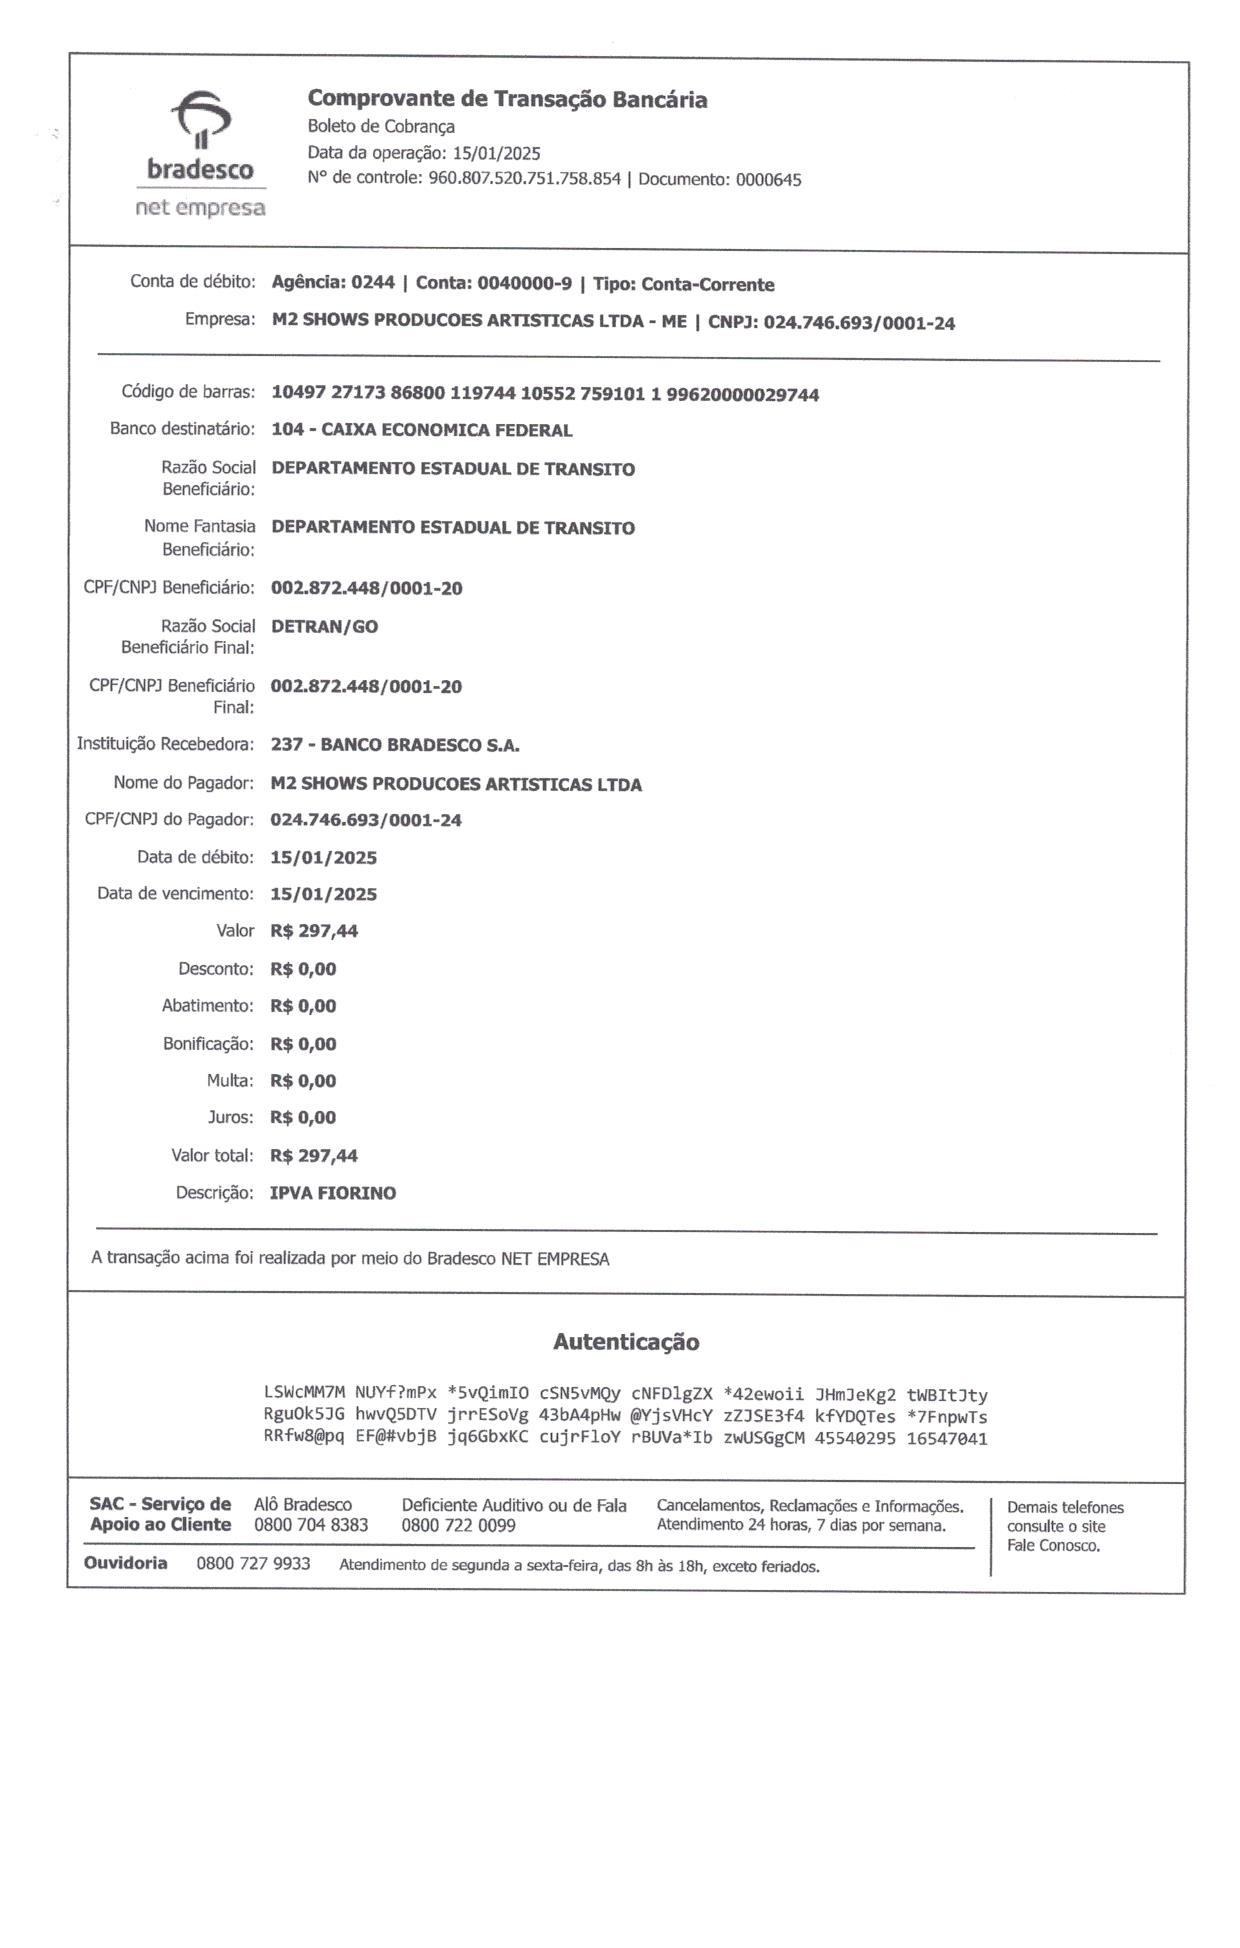 bradesco
net empresa
Comprovante de Transação Bancária
Boleto de Cobrança
Data da operação: 15/01/2025
Nº de controle: 960.807.520.751.758.854 | Documento: 0000645
Conta de débito: Agência: 0244 | Conta: 0040000-9 | Tipo: Conta-Corrente
Empresa: M2 SHOWS PRODUCOES ARTISTICAS LTDA - ME | CNPJ: 024.746.693/0001-24
Código de barras: 10497 27173 86800 119744 10552 759101 1 99620000029744
Banco destinatário: 104 - CAIXA ECONOMICA FEDERAL
Razão Social DEPARTAMENTO ESTADUAL DE TRANSITO
Beneficiário:
Nome Fantasia DEPARTAMENTO ESTADUAL DE TRANSITO
Beneficiário:
CPF/CNPJ Beneficiário: 002.872.448/0001-20
Razão Social DETRAN/GO
Beneficiário Final:
CPF/CNPJ Beneficiário 002.872.448/0001-20
Final:
Instituição Recebedora: 237 - BANCO BRADESCO S.A.
Nome do Pagador: M2 SHOWS PRODUCOES ARTISTICAS LTDA
CPF/CNPJ do Pagador: 024.746.693/0001-24
Data de débito: 15/01/2025
Data de vencimento: 15/01/2025
Valor R$ 297,44
Desconto: R$ 0,00
Abatimento: R$ 0,00
Bonificação: R$ 0,00
Multa: R$ 0,00
Juros: R$ 0,00
Valor total: R$ 297,44
Descrição: IPVA FIORINO
A transação acima foi realizada por meio do Bradesco NET EMPRESA
Autenticação
LSWcMM7M NUYf?mPx *5vQimIO cSN5vMQy cNFDlgZX *42ewoii JHmJeKg2 tWBItJty
RguOk5JG hwvQ5DTV jrrESoVg 43bA4pHw @YjsVHcY zZJSE3f4 kfYDQTes *7FnpwTs
RRfw8@pq EF@#vbjB jq6GbxKC cujrFloY rBUVa*Ib zwUSGgCM 45540295 16547041
SAC - Serviço de Alô Bradesco Deficiente Auditivo ou de Fala Cancelamentos, Reclamações e Informações. Demais telefones
Apoio ao Cliente 0800 704 8383 0800 722 0099 Atendimento 24 horas, 7 dias por semana. consulte o site
Fale Conosco.
Ouvidoria 0800 727 9933 Atendimento de segunda a sexta-feira, das 8h às 18h, exceto feriados.